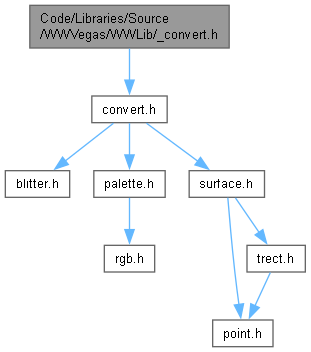 Code/Libraries/Source
/WWVegas/WWLib/_convert.h
convert.h
blitter.h
palette.h
surface.h
rgb.h
trect.h
point.h